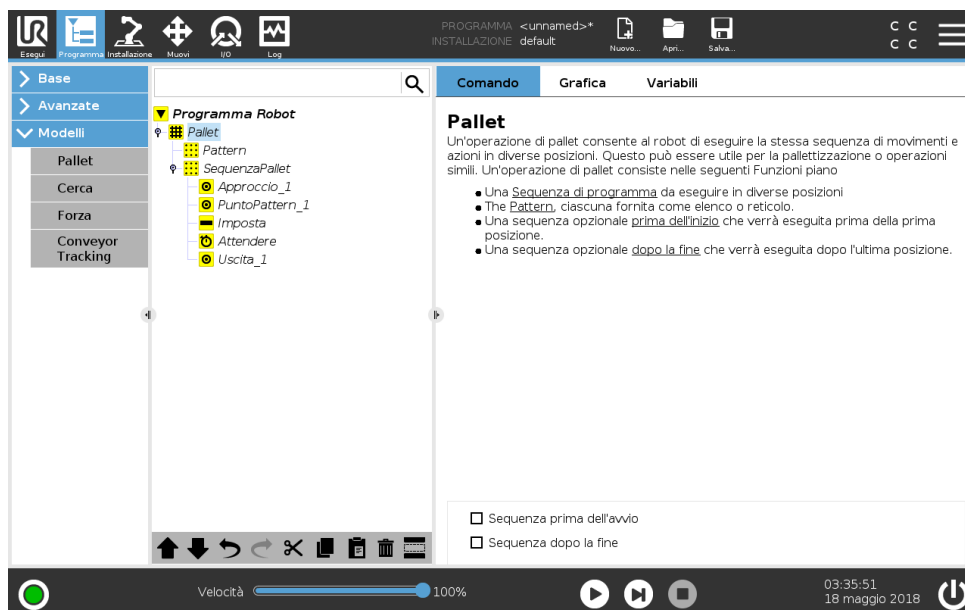 PROGRAMMA <unnamed>*
INSTALLAZIONE default
Esegui
Programma
Installazione
Muovi
I/O
Log
Nuovo...
Apri...
Salva...
C C
C C
Base
Avanzate
Modelli
Pallet
Cerca
Forza
Conveyor
Tracking
Programma Robot
Pallet
Pattern
SequenzaPallet
Approccio_1
PuntoPattern_1
Imposta
Attendere
Uscita_1
Comando Grafica Variabili
Pallet
Un'operazione di pallet consente al robot di eseguire la stessa sequenza di movimenti e
azioni in diverse posizioni. Questo può essere utile per la pallettizzazione o operazioni
simili. Un'operazione di pallet consiste nelle seguenti Funzioni piano
Una Sequenza di programma da eseguire in diverse posizioni
The Pattern, ciascuna fornita come elenco o reticolo.
Una sequenza opzionale prima dell'inizio che verrà eseguita prima della prima
posizione.
Una sequenza opzionale dopo la fine che verrà eseguita dopo l'ultima posizione.
Sequenza prima dell'avvio
Sequenza dopo la fine
Velocità 100%
03:35:51
18 maggio 2018